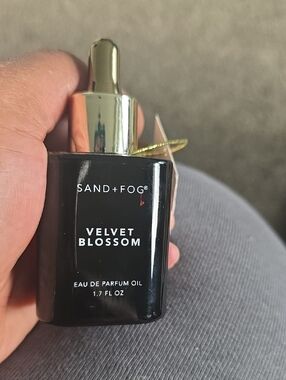 SAND + FOG®
VELVET
BLOSSOM
EAU DE PARFUM OIL
1.7 FL OZ